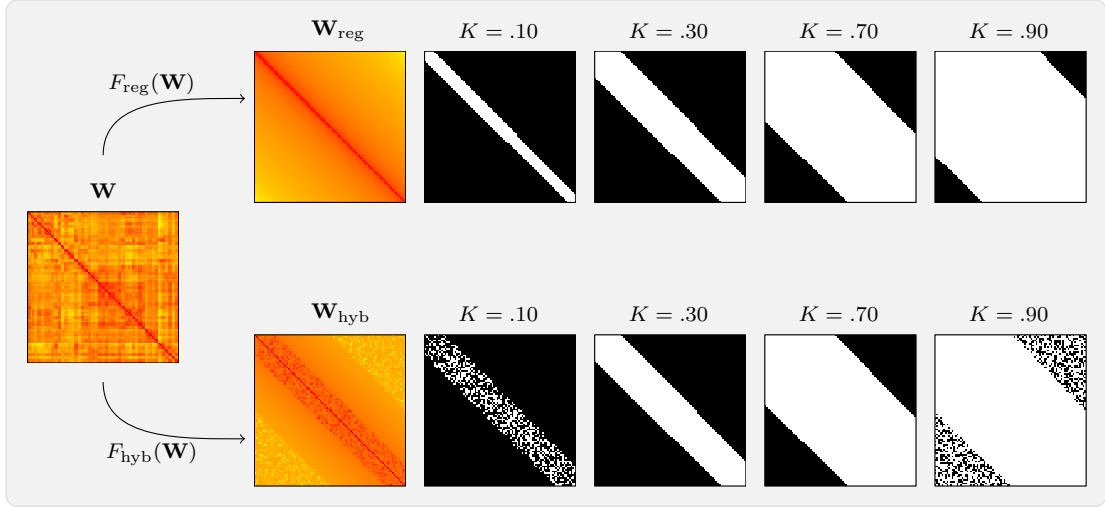 W_reg K = .10 K = .30 K = .70 K = .90
F_reg(W)
W
W_hyb K = .10 K = .30 K = .70 K = .90
F_hyb(W)